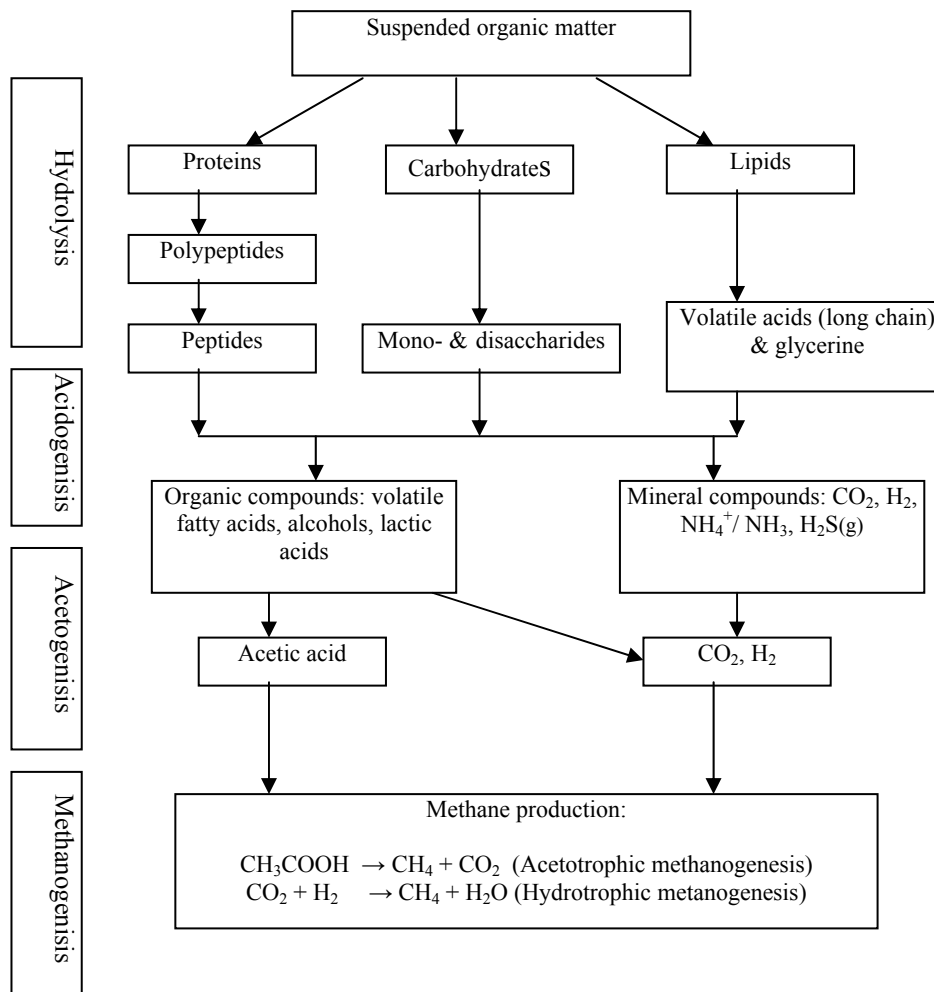 Suspended organic matter
Hydrolysis
Proteins
CarbohydrateS
Lipids
Polypeptides
Peptides
Mono- & disaccharides
Volatile acids (long chain)
& glycerine
Acidogenisis
Organic compounds: volatile
fatty acids, alcohols, lactic
acids
Mineral compounds: CO₂, H₂,
NH₄⁺/ NH₃, H₂S(g)
Acetogenisis
Acetic acid
CO₂, H₂
Methanogenisis
Methane production:
CH₃COOH → CH₄ + CO₂ (Acetotrophic methanogenesis)
CO₂ + H₂ → CH₄ + H₂O (Hydrotrophic metanogenesis)